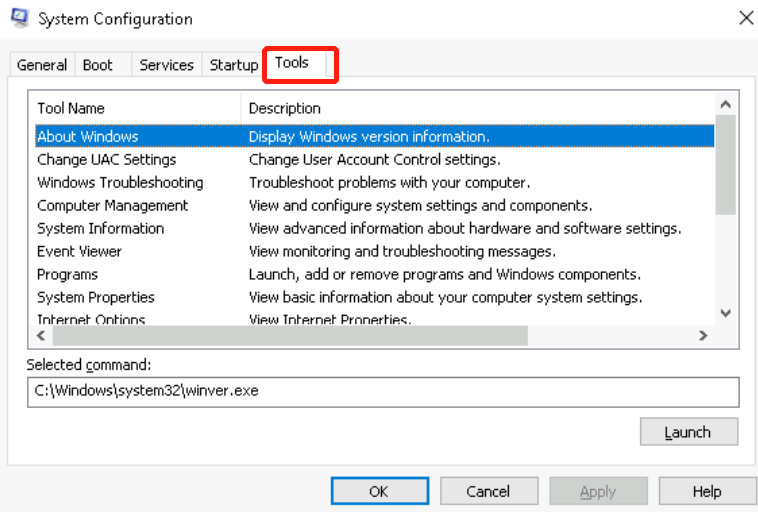 System Configuration
General Boot Services Startup Tools
Tool Name Description
About Windows Display Windows version information.
Change UAC Settings Change User Account Control settings.
Windows Troubleshooting Troubleshoot problems with your computer.
Computer Management View and configure system settings and components.
System Information View advanced information about hardware and software settings.
Event Viewer View monitoring and troubleshooting messages.
Programs Launch, add or remove programs and Windows components.
System Properties View basic information about your computer system settings.
Internet Options View Internet Properties.
Selected command:
C:\Windows\system32\winver.exe
Launch
OK Cancel Apply Help